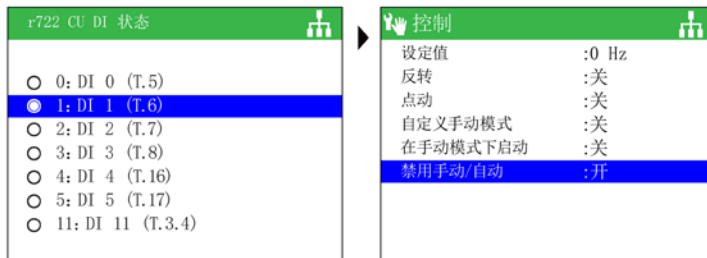 r722 CU DI 状态
0: DI 0 (T.5)
1: DI 1 (T.6)
2: DI 2 (T.7)
3: DI 3 (T.8)
4: DI 4 (T.16)
5: DI 5 (T.17)
11: DI 11 (T.3.4)
控制
设定值 :0 Hz
反转 :关
点动 :关
自定义手动模式 :关
在手动模式下启动 :关
禁用手动/自动 :开